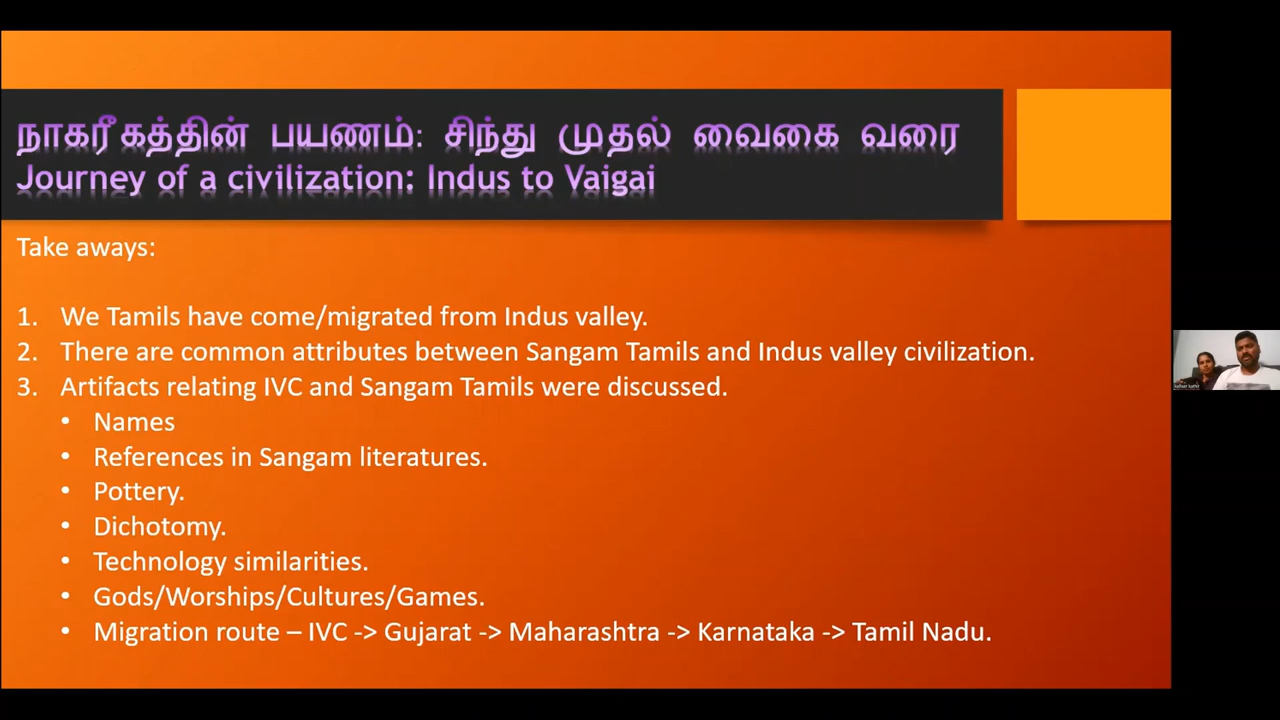 நாகரீகத்தின் பயணம்: சிந்து முதல் வைகை வரை
Journey of a civilization: Indus to Vaigai
Take aways:
1. We Tamils have come/migrated from Indus valley.
2. There are common attributes between Sangam Tamils and Indus valley civilization.
3. Artifacts relating IVC and Sangam Tamils were discussed.
• Names
• References in Sangam literatures.
• Pottery.
• Dichotomy.
• Technology similarities.
• Gods/Worships/Cultures/Games.
• Migration route – IVC -> Gujarat -> Maharashtra -> Karnataka -> Tamil Nadu.